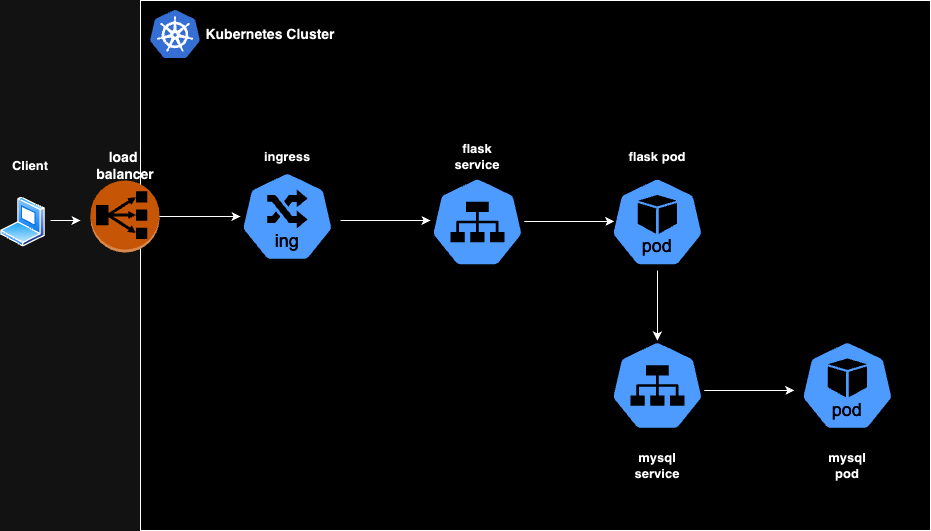 Kubernetes Cluster
Client
load
balancer
ingress
flask
service
flask pod
ing
pod
pod
mysql
service
mysql
pod